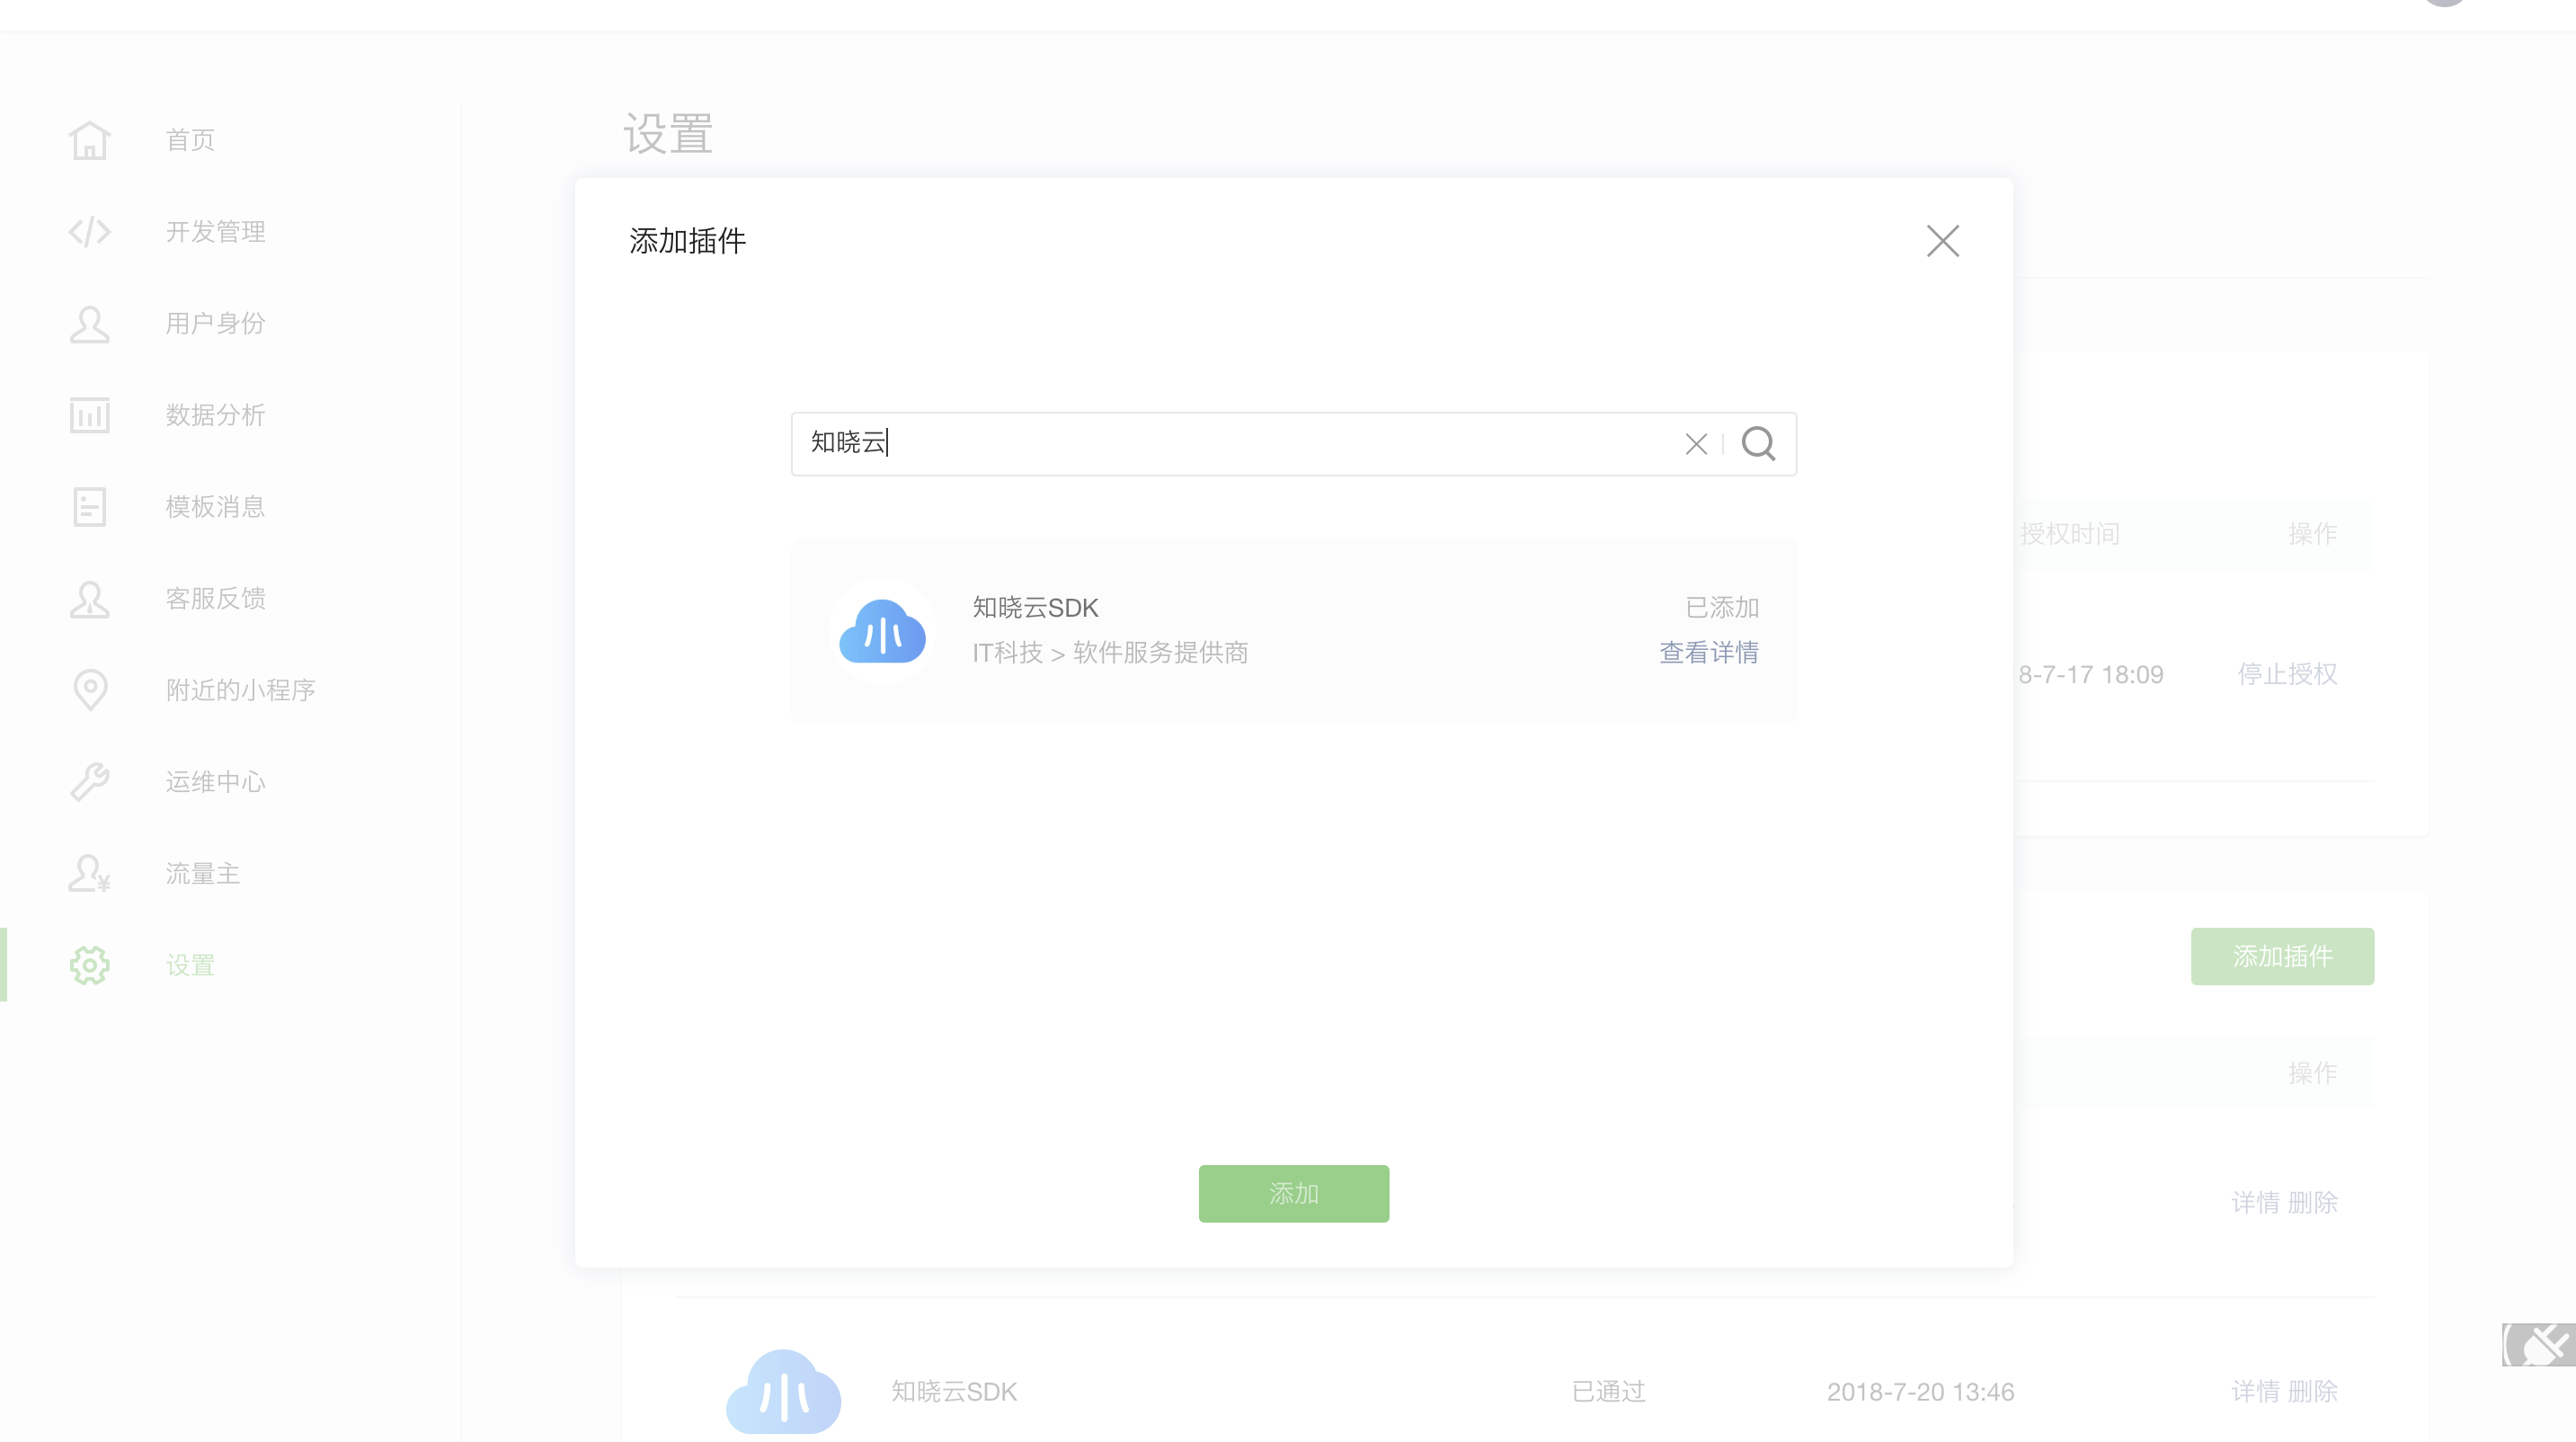 首页
开发管理
用户身份
数据分析
模板消息
客服反馈
附近的小程序
运维中心
流量主
设置
设置
添加插件
知晓云
知晓云SDK
已添加
IT科技 > 软件服务提供商
查看详情
添加
授权时间
操作
8-7-17 18:09
停止授权
添加插件
操作
详情 删除
知晓云SDK
已通过
2018-7-20 13:46
详情 删除